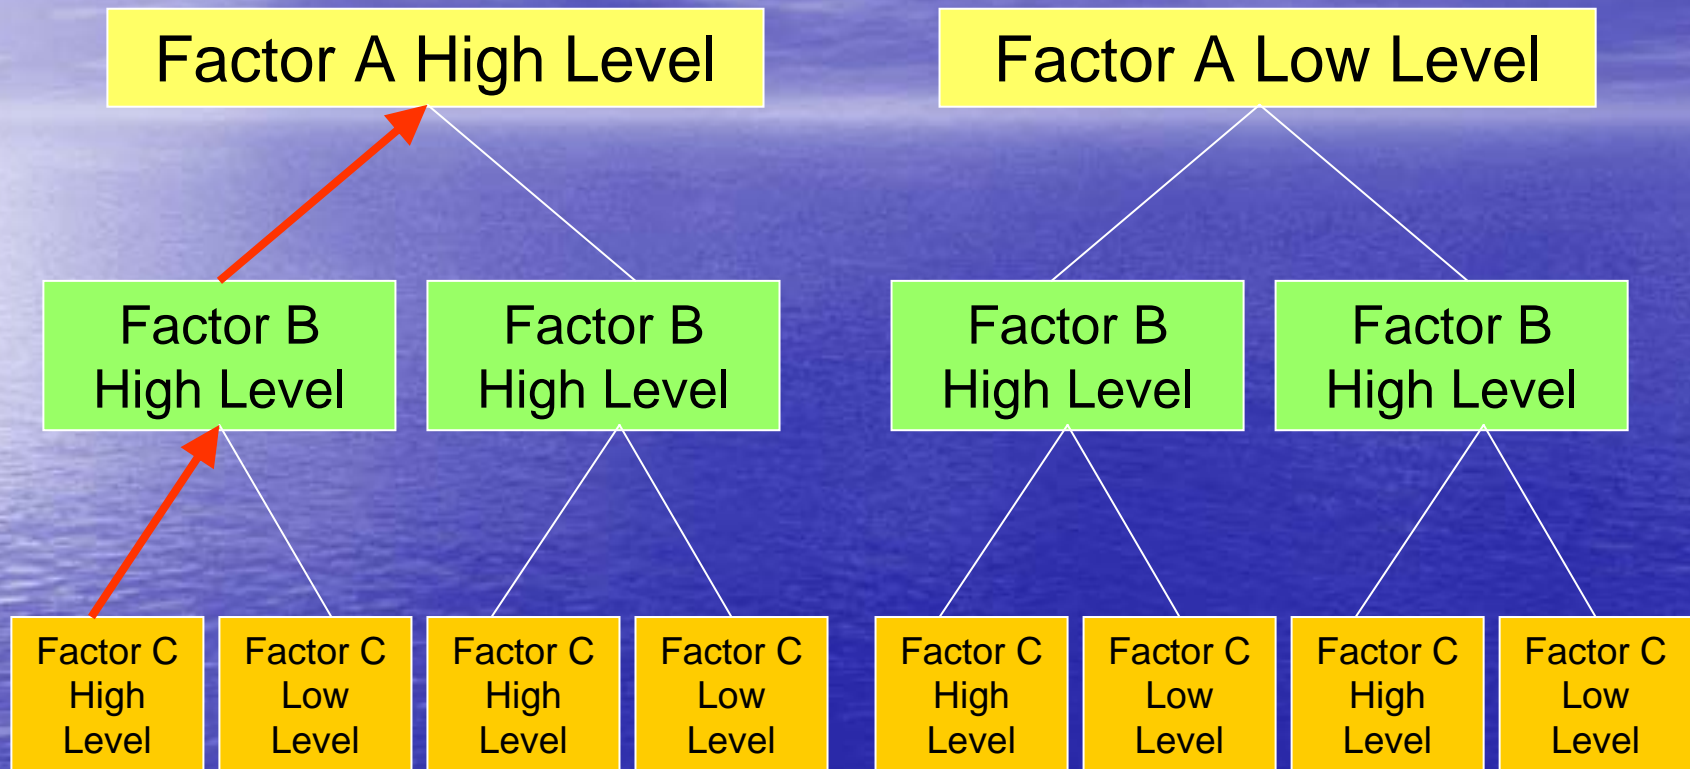 Factor A High Level
Factor A Low Level
Factor B
High Level
Factor B
High Level
Factor B
High Level
Factor B
High Level
Factor C
High
Level
Factor C
Low
Level
Factor C
High
Level
Factor C
Low
Level
Factor C
High
Level
Factor C
Low
Level
Factor C
High
Level
Factor C
Low
Level